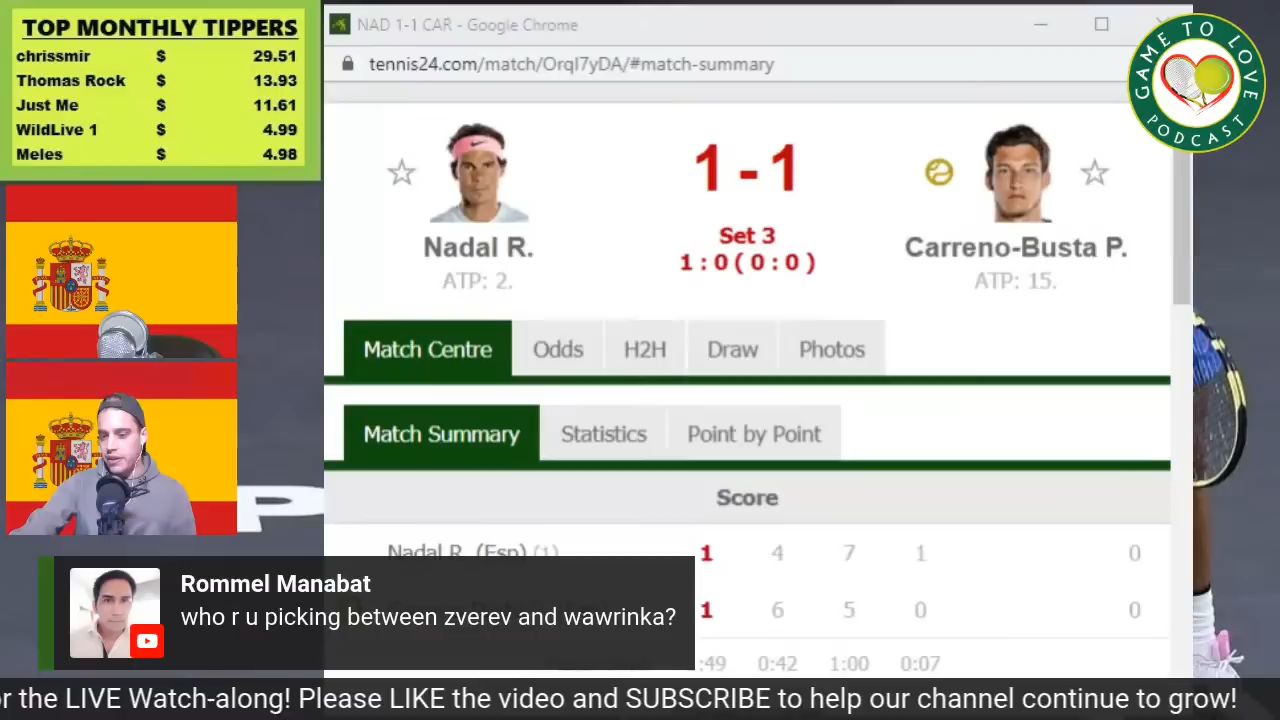 TOP MONTHLY TIPPERS
chrissmir $ 29.51
Thomas Rock $ 13.93
Just Me $ 11.61
WildLive 1 $ 4.99
Meles $ 4.98
NAD 1-1 CAR - Google Chrome
tennis24.com/match/OrqI7yDA/#match-summary
GAME TO LOVE
PODCAST
1 - 1
Set 3
1 : 0 ( 0 : 0 )
Nadal R.
ATP: 2.
Carreno-Busta P.
ATP: 15.
Match Centre Odds H2H Draw Photos
Match Summary Statistics Point by Point
Score
Nadal R. (Esp) (1) 1 4 7 1 0
1 6 5 0 0
:49 0:42 1:00 0:07
P
Rommel Manabat
who r u picking between zverev and wawrinka?
or the LIVE Watch-along! Please LIKE the video and SUBSCRIBE to help our channel continue to grow!